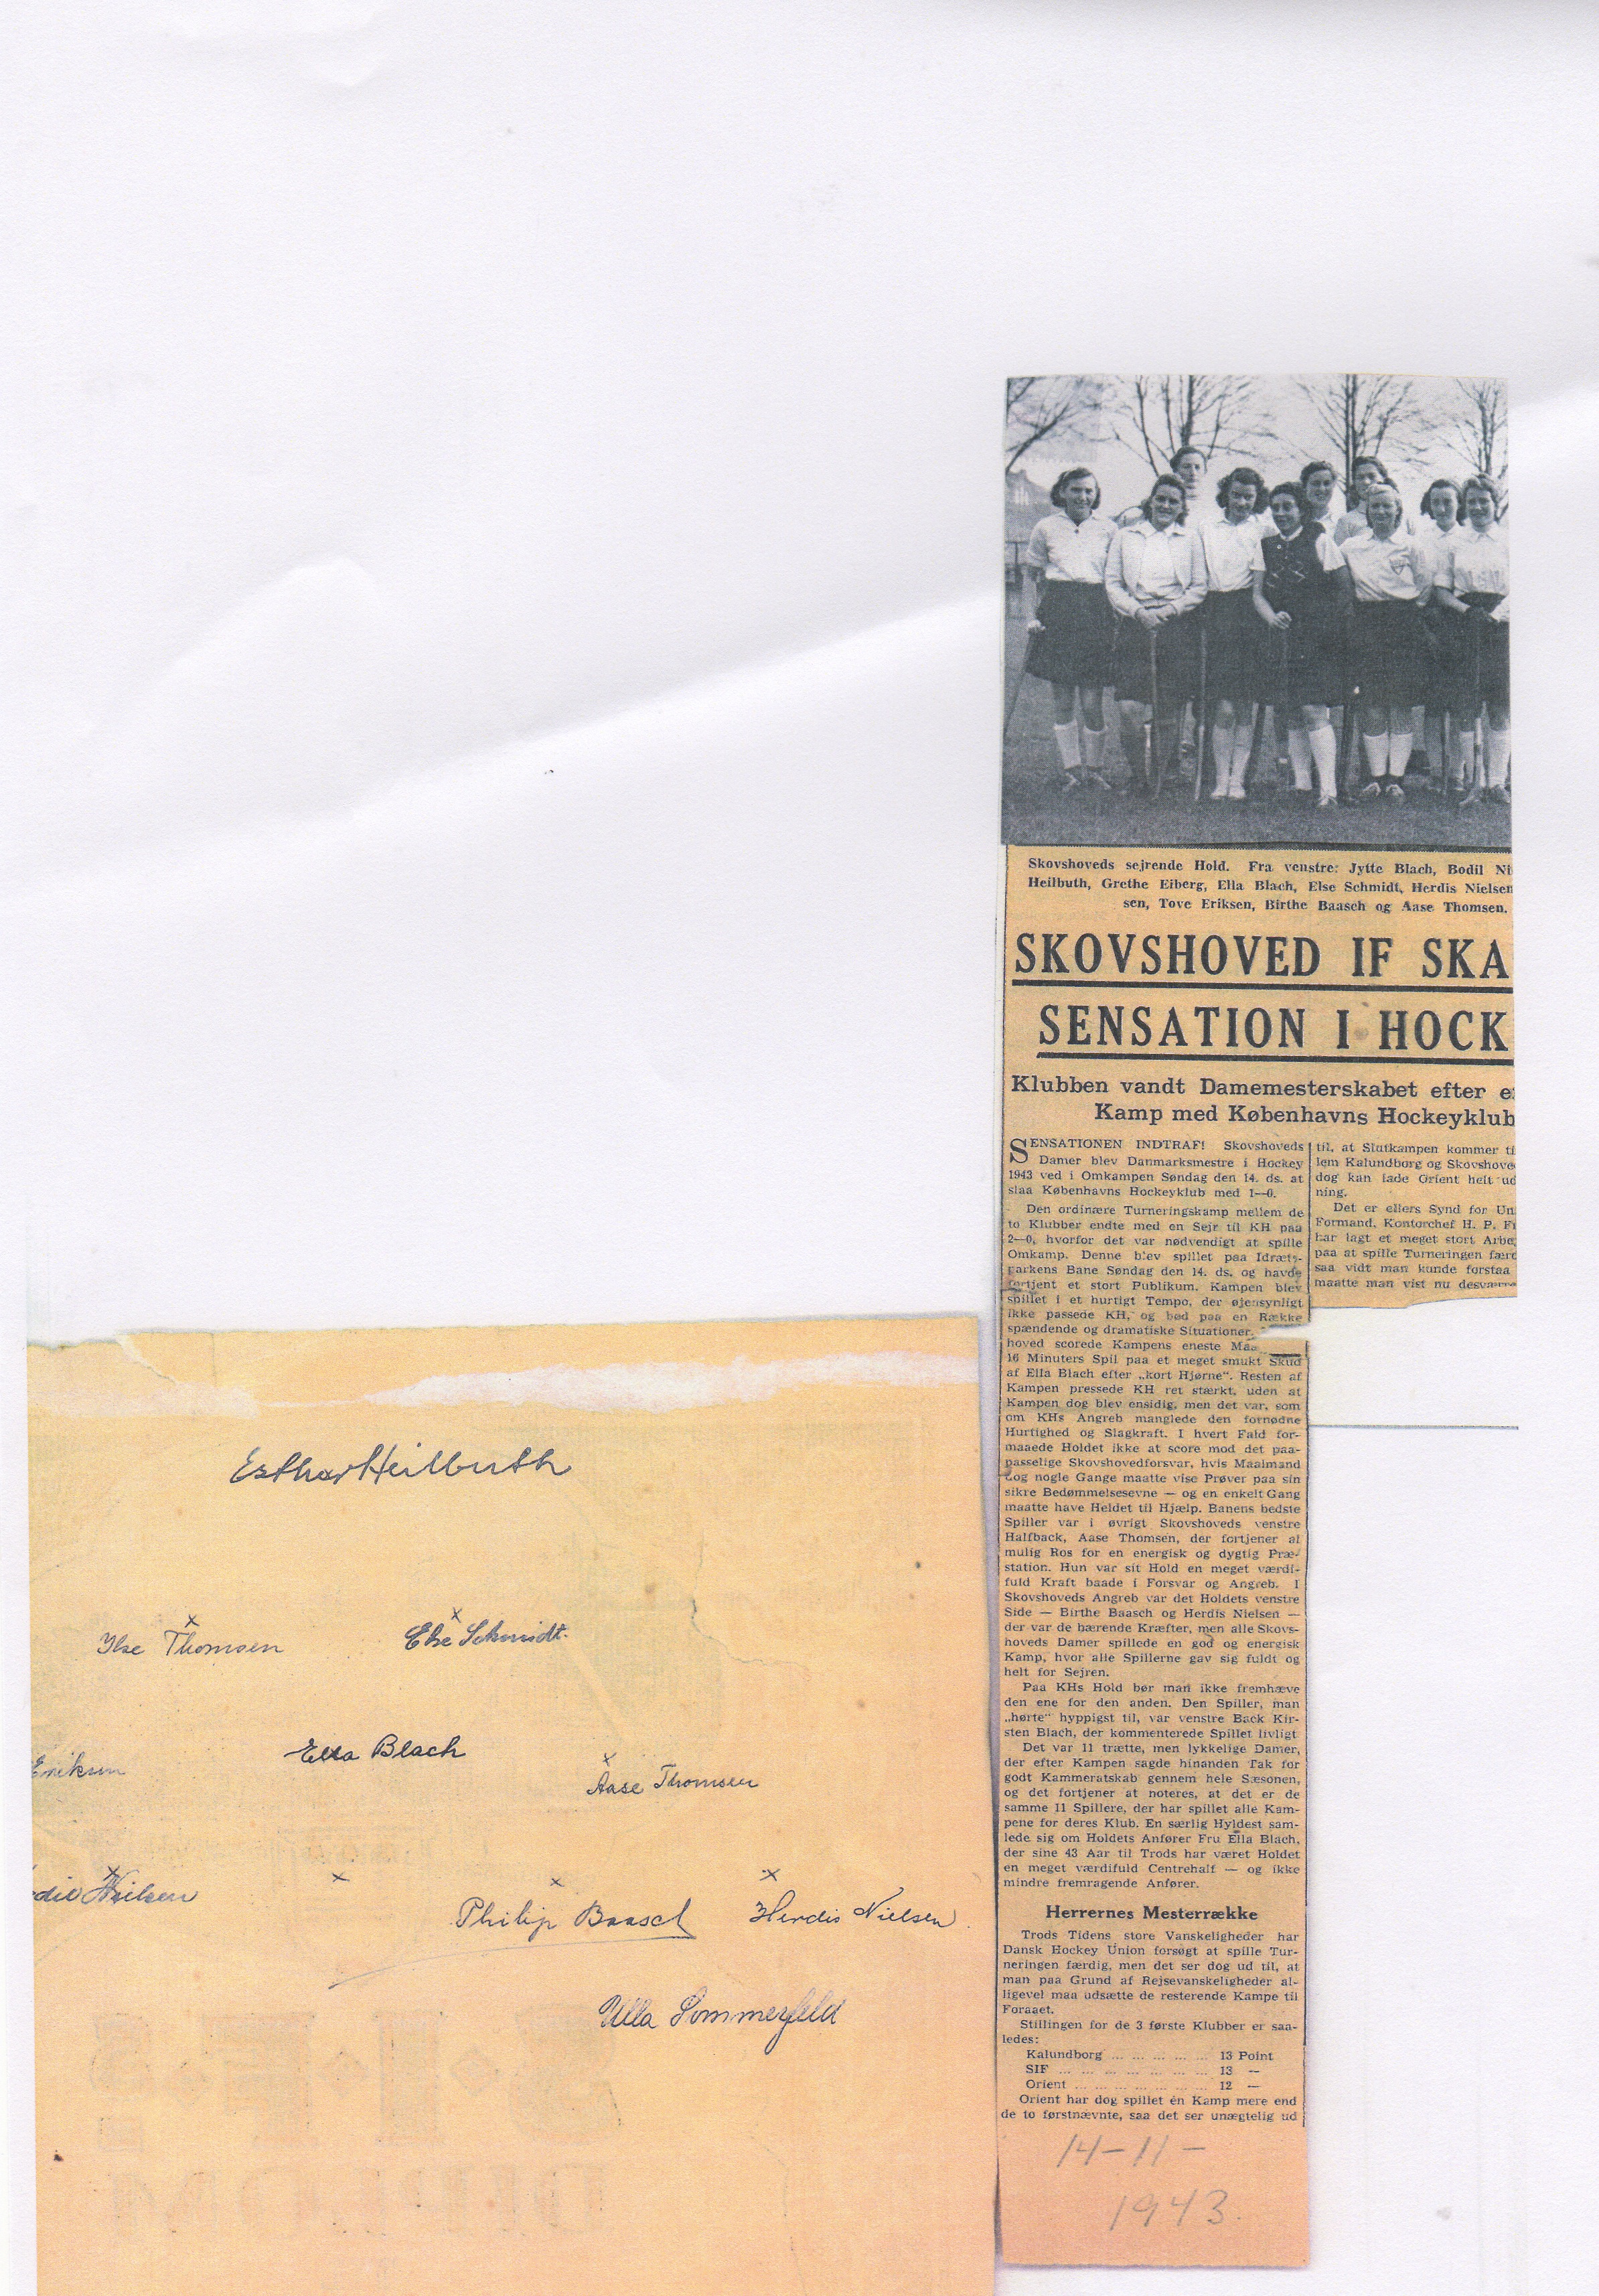 Skovshoveds sejrende Hold. Fra venstre: Jytte Blach, Bodil Ni
Heilbuth, Grethe Eiberg, Ella Blach, Else Schmidt, Herdis Nielsen
sen, Tove Eriksen, Birthe Baasch og Aase Thomsen.
SKOVSHOVED IF SKA
SENSATION I HOCK
Klubben vandt Damemesterskabet efter e
Kamp med Københavns Hockeyklub
SENSATIONEN INDTRAF! Skovshoveds
Damer blev Danmarksmestre i Hockey
1943 ved i Omkampen Søndag den 14. ds. at
slaa Københavns Hockeyklub med 1—0.
Den ordinære Turneringskamp mellem de
to Klubber endte med en Sejr til KH paa
2—0, hvorfor det var nødvendigt at spille
Omkamp. Denne blev spillet paa Idræts-
parkens Bane Søndag den 14. ds. og havde
fortjent et stort Publikum. Kampen blev
spillet i et hurtigt Tempo, der øjensynligt
ikke passede KH, og bød paa en Række
spændende og dramatiske Situationer.
hoved scorede Kampens eneste Maa
16 Minuters Spil paa et meget smukt Skud
af Ella Blach efter „kort Hjørne". Resten af
Kampen pressede KH ret stærkt, uden at
Kampen dog blev ensidig, men det var, som
om KHs Angreb manglede den fornødne
Hurtighed og Slagkraft. I hvert Fald for-
maaede Holdet ikke at score mod det paa-
passelige Skovshovedforsvar, hvis Maalmand
dog nogle Gange maatte vise Prøver paa sin
sikre Bedømmelsesevne — og en enkelt Gang
maatte have Heldet til Hjælp. Banens bedste
Spiller var i øvrigt Skovshoveds venstre
Halfback, Aase Thomsen, der fortjener al
mulig Ros for en energisk og dygtig Præ-
station. Hun var sit Hold en meget værdi-
fuld Kraft baade i Forsvar og Angreb. I
Skovshoveds Angreb var det Holdets venstre
Side — Birthe Baasch og Herdis Nielsen —
der var de bærende Kræfter, men alle Skovs-
hoveds Damer spillede en god og energisk
Kamp, hvor alle Spillerne gav sig fuldt og
helt for Sejren.
Paa KHs Hold bør man ikke fremhæve
den ene for den anden. Den Spiller, man
„hørte" hyppigst til, var venstre Back Kir-
sten Blach, der kommenterede Spillet livligt
Det var 11 trætte, men lykkelige Damer,
der efter Kampen sagde hinanden Tak for
godt Kammeratskab gennem hele Sæsonen,
og det fortjener at noteres, at det er de
samme 11 Spillere, der har spillet alle Kam-
pene for deres Klub. En særlig Hyldest sam-
lede sig om Holdets Anfører Fru Ella Blach,
der sine 43 Aar til Trods har været Holdet
en meget værdifuld Centrehalf — og ikke
mindre fremragende Anfører.
Herrernes Mesterrække
Trods Tidens store Vanskeligheder har
Dansk Hockey Union forsøgt at spille Tur-
neringen færdig, men det ser dog ud til, at
man paa Grund af Rejsevanskeligheder al-
ligevel maa udsætte de resterende Kampe til
Foraaet.
Stillingen for de 3 første Klubber er saa-
ledes:
Kalundborg ... ... ... ... ... 13 Point
SIF ... ... ... ... ... ... ... 13 —
Orient ... ... ... ... ... ... 12 —
Orient har dog spillet én Kamp mere end
de to førstnævnte, saa det ser unægtelig ud
til, at Slutkampen kommer ti
lem Kalundborg og Skovshove
dog kan lade Orient helt ud
ning.
Det er ellers Synd for Un
Formand, Kontorchef H. P. F
har lagt et meget stort Arbe
paa at spille Turneringen færd
saa vidt man kunde forstaa
maatte man vist nu desværre
14-11-
1943.
Esther Heilbuth
x x
Ilse Thomsen Else Schmidt.
Eriksen Ella Blach
x
Aase Thomsen
x x x x
dil Nielsen Philip Baasch Herdis Nielsen.
Ulla Sommerfeld